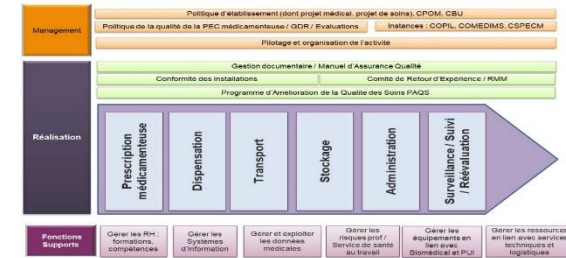 Management
Politique d'établissement (dont projet médical, projet de soins), CPOM, CBU
Politique de la qualité de la PEC médicamenteuse / GDR / Evaluations
Instances : COPIL, COMEDIMS, CSPECM
Pilotage et organisation de l'activité
Réalisation
Gestion documentaire / Manuel d'Assurance Qualité
Conformité des installations
Comité de Retour d'Expérience / RMM
Programme d'Amélioration de la Qualité des Soins PAQS
Prescription
médicamenteuse
Dispensation
Transport
Stockage
Administration
Surveillance / Suivi
/ Réévaluation
Fonctions
Supports
Gérer les RH :
formations,
compétences
Gérer les
Systèmes
d'Information
Gérer et exploiter
les données
médicales
Gérer les
risques prof /
Service de santé
au travail
Gérer les
équipements en
lien avec
Biomédical et PUI
Gérer les ressources
en lien avec services
techniques et
logistiques